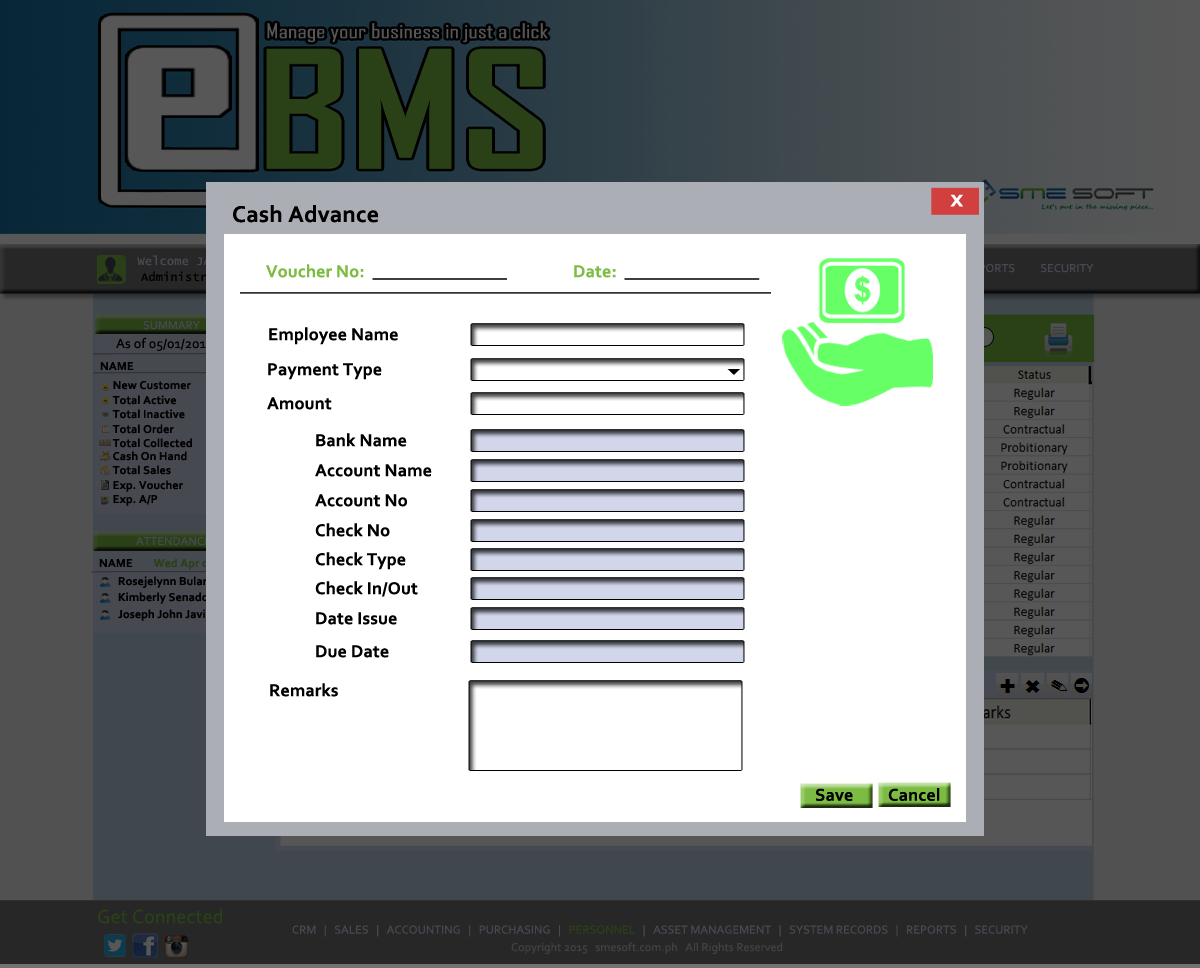 Manage your business in just a click
eBMS
SME SOFT
Let's put in the missing piece...
Cash Advance
X
Welcome
Administr
PORTS
SECURITY
Voucher No:
Date:
$
SUMMARY
As of 05/01/201
NAME
New Customer
Total Active
Total Inactive
Total Order
Total Collected
Cash On Hand
Total Sales
Exp. Voucher
Exp. A/P
ATTENDANC
NAME Wed Apr
Rosejelynn Bular
Kimberly Senado
Joseph John Javi
Employee Name
Payment Type
Amount
Bank Name
Account Name
Account No
Check No
Check Type
Check In/Out
Date Issue
Due Date
Remarks
Save
Cancel
Status
Regular
Regular
Contractual
Probitionary
Probitionary
Contractual
Contractual
Regular
Regular
Regular
Regular
Regular
Regular
Regular
Regular
arks
Get Connected
CRM | SALES | ACCOUNTING | PURCHASING | PERSONNEL | ASSET MANAGEMENT | SYSTEM RECORDS | REPORTS | SECURITY
Copyright 2015 smesoft.com.ph All Rights Reserved